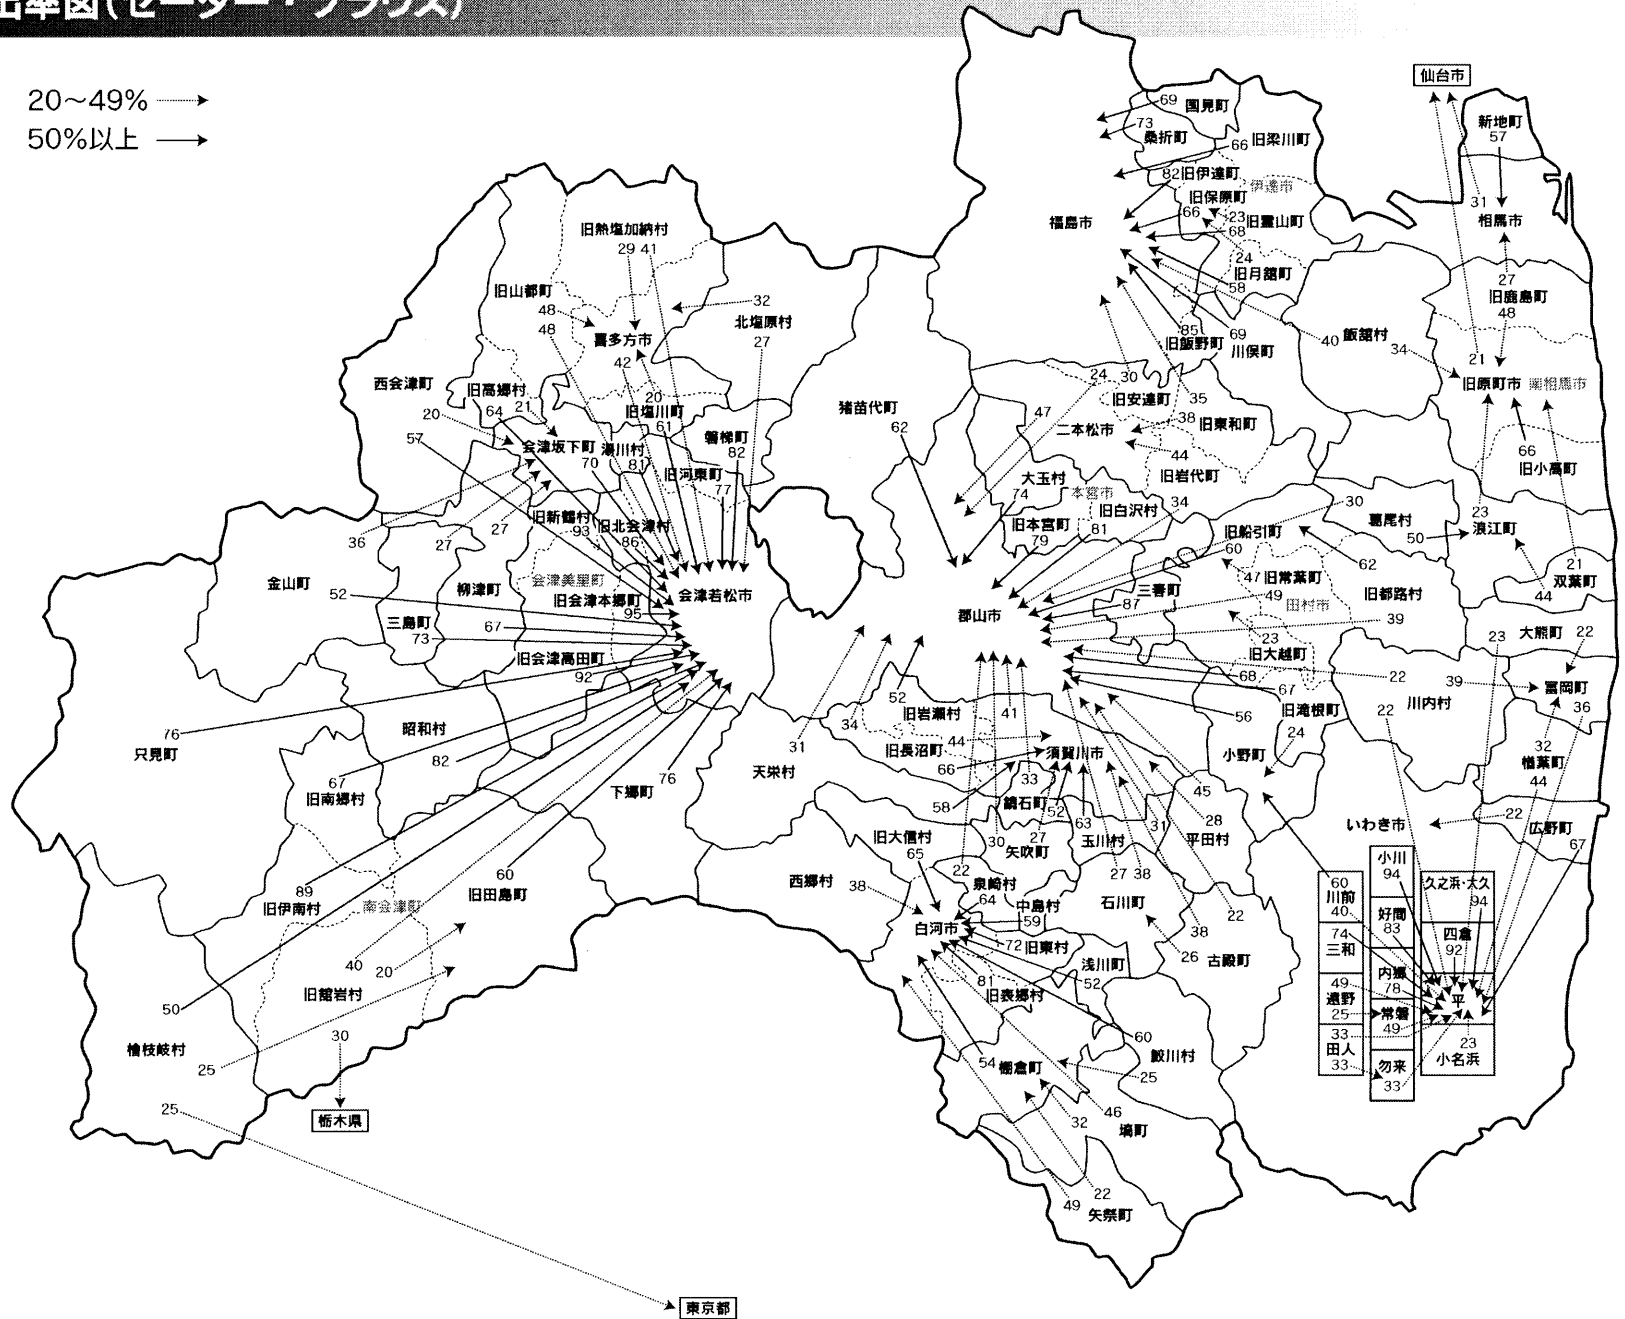 出率図(セーター・ブラウス)
20〜49%
50%以上
仙台市
69 国見町
73
桑折町
66 旧梁川町
82 旧伊達町
伊達市
旧保原町
66
23 旧霊山町
68
24
旧月舘町
58
福島市
85
旧飯野町
69
川俣町
40 飯舘村
34
新地町
57
31
相馬市
27
旧鹿島町
48
21
旧原町市 南相馬市
66
旧小高町
旧熱塩加納村
29 41
旧山都町
48
48
32
北塩原村
27
喜多方市
42
西会津町
旧高郷村
20
64 21
57
会津坂下町
70
湯川村
81
20
旧塩川町
61
磐梯町
82
旧河東町
77
猪苗代町
62
36
27
27
旧新鶴村
93
旧北会津村
86
会津美里町
旧会津本郷町
95
会津若松市
金山町
52
柳津町
67
三島町
73
旧会津高田町
92
昭和村
82
76
只見町
67
旧南郷村
下郷町
76
89
旧伊南村
南会津町
60
旧田島町
40
20
旧舘岩村
50
檜枝岐村
25
30
25
栃木県
東京都
24 30
旧安達町
35
38 旧東和町
47
二本松市
44
旧岩代町
大玉村
74
本宮市
旧本宮町
79
旧白沢村
81
34
旧船引町
60
30
62
47 旧常葉町
49
田村市
旧都路村
39
葛尾村
50
23
浪江町
44
21
双葉町
大熊町
22
23
郡山市
三春町
87
23
旧大越町
68
67
旧滝根町
56
22
39
川内村
富岡町
36
32
楢葉町
44
22
小野町
24
22
広野町
67
いわき市
52
旧岩瀬村
34
31
41
旧長沼町
44
66
須賀川市
天栄村
33
58
鏡石町
52
63
31
28
45
平田村
30
27
矢吹町
玉川村
22
27 38
旧大信村
65
西郷村
38
泉崎村
64
中島村
59
白河市
72 旧東村
石川町
38
22
26
古殿町
浅川町
52
81
旧表郷村
60
54
棚倉町
25
鮫川村
46
32
塙町
22
49
矢祭町
60
川前
40
74
三和
49
遠野
25
33
田人
33
小川
94
好間
83
内郷
78
常磐
49
勿来
33
久之浜・大久
94
四倉
92
平
23
小名浜